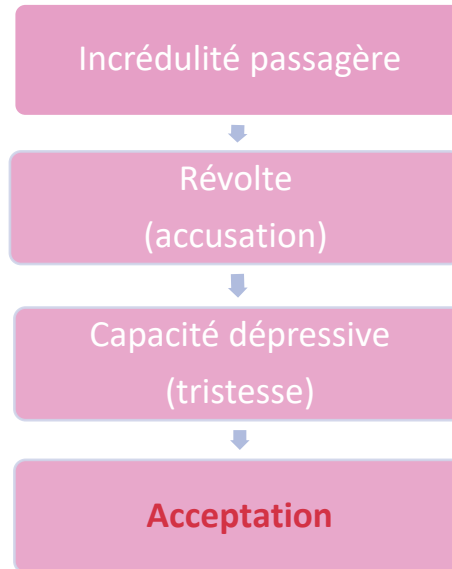 Incrédulité passagère
Révolte
(accusation)
Capacité dépressive
(tristesse)
Acceptation